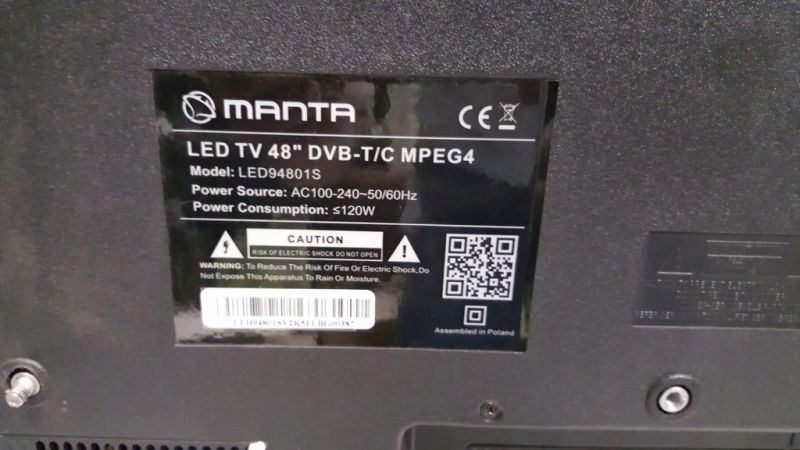 MANTA
CE
LED TV 48" DVB-T/C MPEG4
Model: LED94801S
Power Source: AC100-240~50/60Hz
Power Consumption: ≤120W
CAUTION
RISK OF ELECTRIC SHOCK DO NOT OPEN
WARNING: To Reduce The Risk Of Fire Or Electric Shock,Do
Not Expose This Apparatus To Rain Or Moisture.
Assembled in Poland